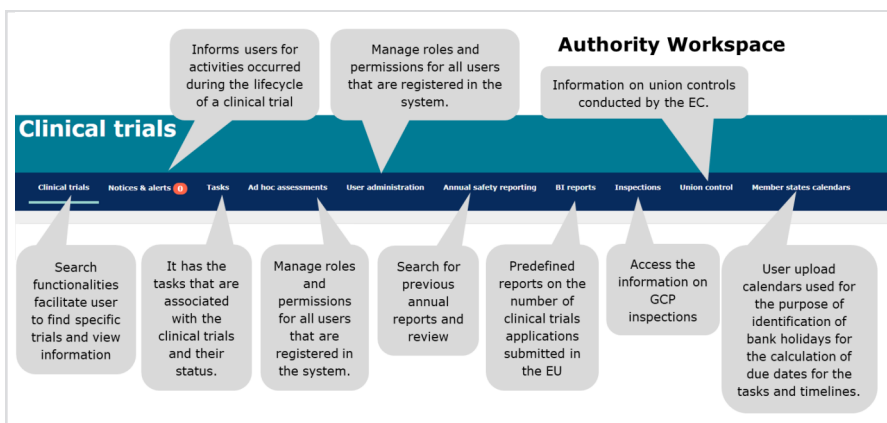 Authority Workspace
Informs users for
activities occurred
during the lifecycle
of a clinical trial
Manage roles and
permissions for all users
that are registered in the
system.
Information on union controls
conducted by the EC.
Clinical trials
Clinical trials
Notices & alerts 0
Tasks
Ad hoc assessments
User administration
Annual safety reporting
BI reports
Inspections
Union control
Member states calendars
Search
functionalities
facilitate user
to find specific
trials and view
information
It has the
tasks that are
associated
with the
clinical trials
and their
status.
Manage roles
and
permissions
for all users
that are
registered in
the system.
Search for
previous
annual
reports and
review
Predefined
reports on the
number of
clinical trials
applications
submitted in
the EU
Access the
information on
GCP
inspections
User upload
calendars used for
the purpose of
identification of
bank holidays for
the calculation of
due dates for the
tasks and timelines.